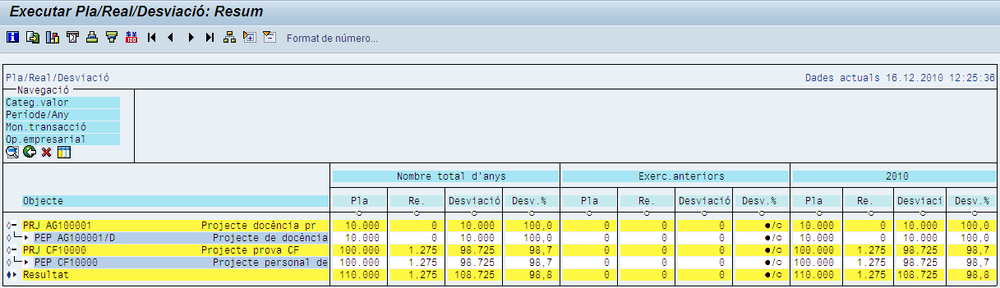 Executar Pla/Real/Desviació: Resum
Format de número...
Pla/Real/Desviació Dades actuals 16.12.2010 12:25:36
Navegació
Categ.valor
Període/Any
Mon.transacció
Op.empresarial
Nombre total d'anys Exerc.anteriors 2010
Objecte Pla Re. Desviació Desv.% Pla Re. Desviació Desv.% Pla Re. Desviaci Desv.%
PRJ AG100001 Projecte docència pr 10.000 0 10.000 100,0 0 0 0 ●/○ 10.000 0 10.000 100,0
PEP AG100001/D Projecte de docència 10.000 0 10.000 100,0 0 0 0 ●/○ 10.000 0 10.000 100,0
PRJ CF10000 Projecte prova CF 100.000 1.275 98.725 98,7 0 0 0 ●/○ 100.000 1.275 98.725 98,7
PEP CF10000 Projecte personal de 100.000 1.275 98.725 98,7 0 0 0 ●/○ 100.000 1.275 98.725 98,7
Resultat 110.000 1.275 108.725 98,8 0 0 0 ●/○ 110.000 1.275 108.725 98,8